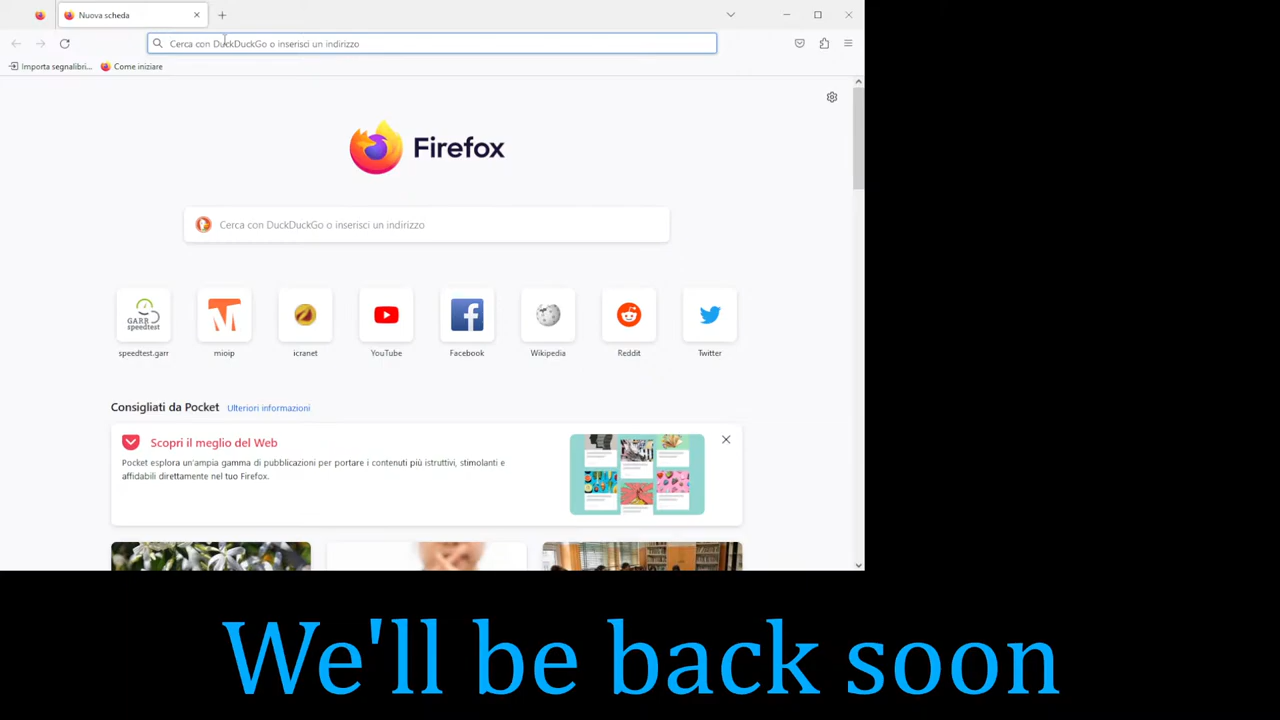 Nuova scheda
Cerca con DuckDuckGo o inserisci un indirizzo
Importa segnalibri... Come iniziare
Firefox
Cerca con DuckDuckGo o inserisci un indirizzo
GARR
speedtest
speedtest.garr mioip icranet YouTube Facebook Wikipedia Reddit Twitter
Consigliati da Pocket Ulteriori informazioni
Scopri il meglio del Web
Pocket esplora un'ampia gamma di pubblicazioni per portare i contenuti più istruttivi, stimolanti e
affidabili direttamente nel tuo Firefox.
We'll be back soon